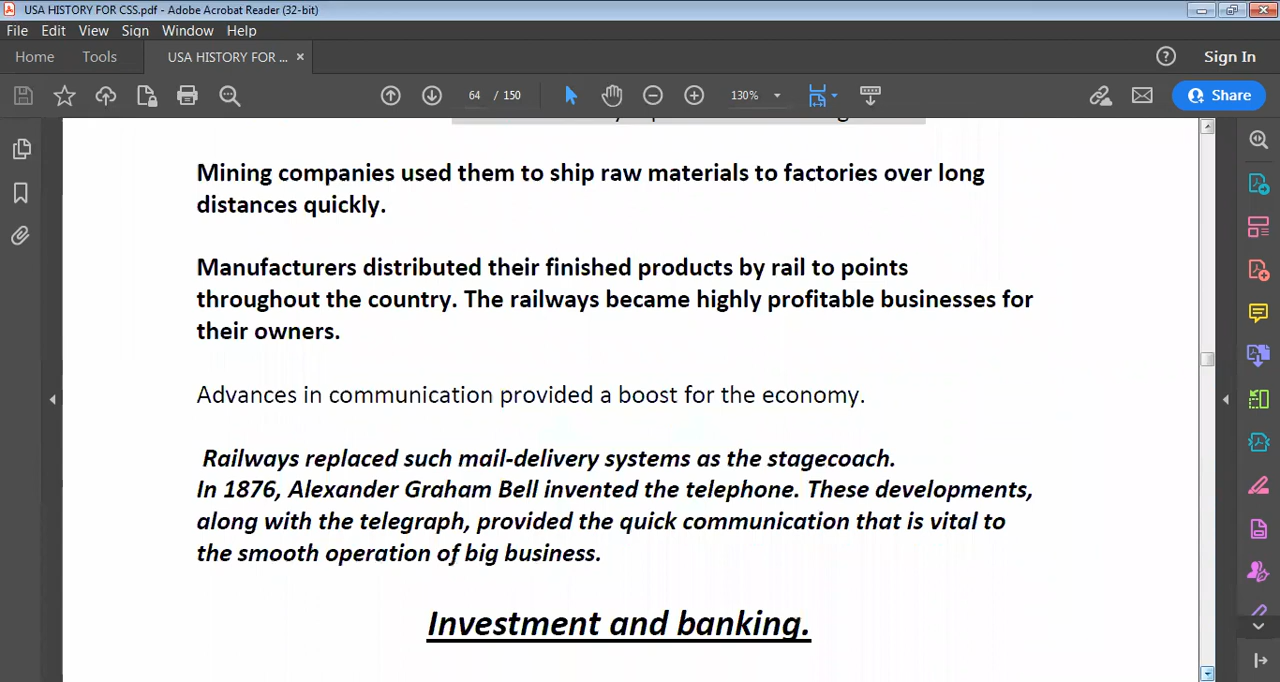 USA HISTORY FOR CSS.pdf - Adobe Acrobat Reader (32-bit)
File Edit View Sign Window Help
Home Tools USA HISTORY FOR ... × Sign In
64 / 150 130% Share
Mining companies used them to ship raw materials to factories over long
distances quickly.
Manufacturers distributed their finished products by rail to points
throughout the country. The railways became highly profitable businesses for
their owners.
Advances in communication provided a boost for the economy.
Railways replaced such mail-delivery systems as the stagecoach.
In 1876, Alexander Graham Bell invented the telephone. These developments,
along with the telegraph, provided the quick communication that is vital to
the smooth operation of big business.
Investment and banking.